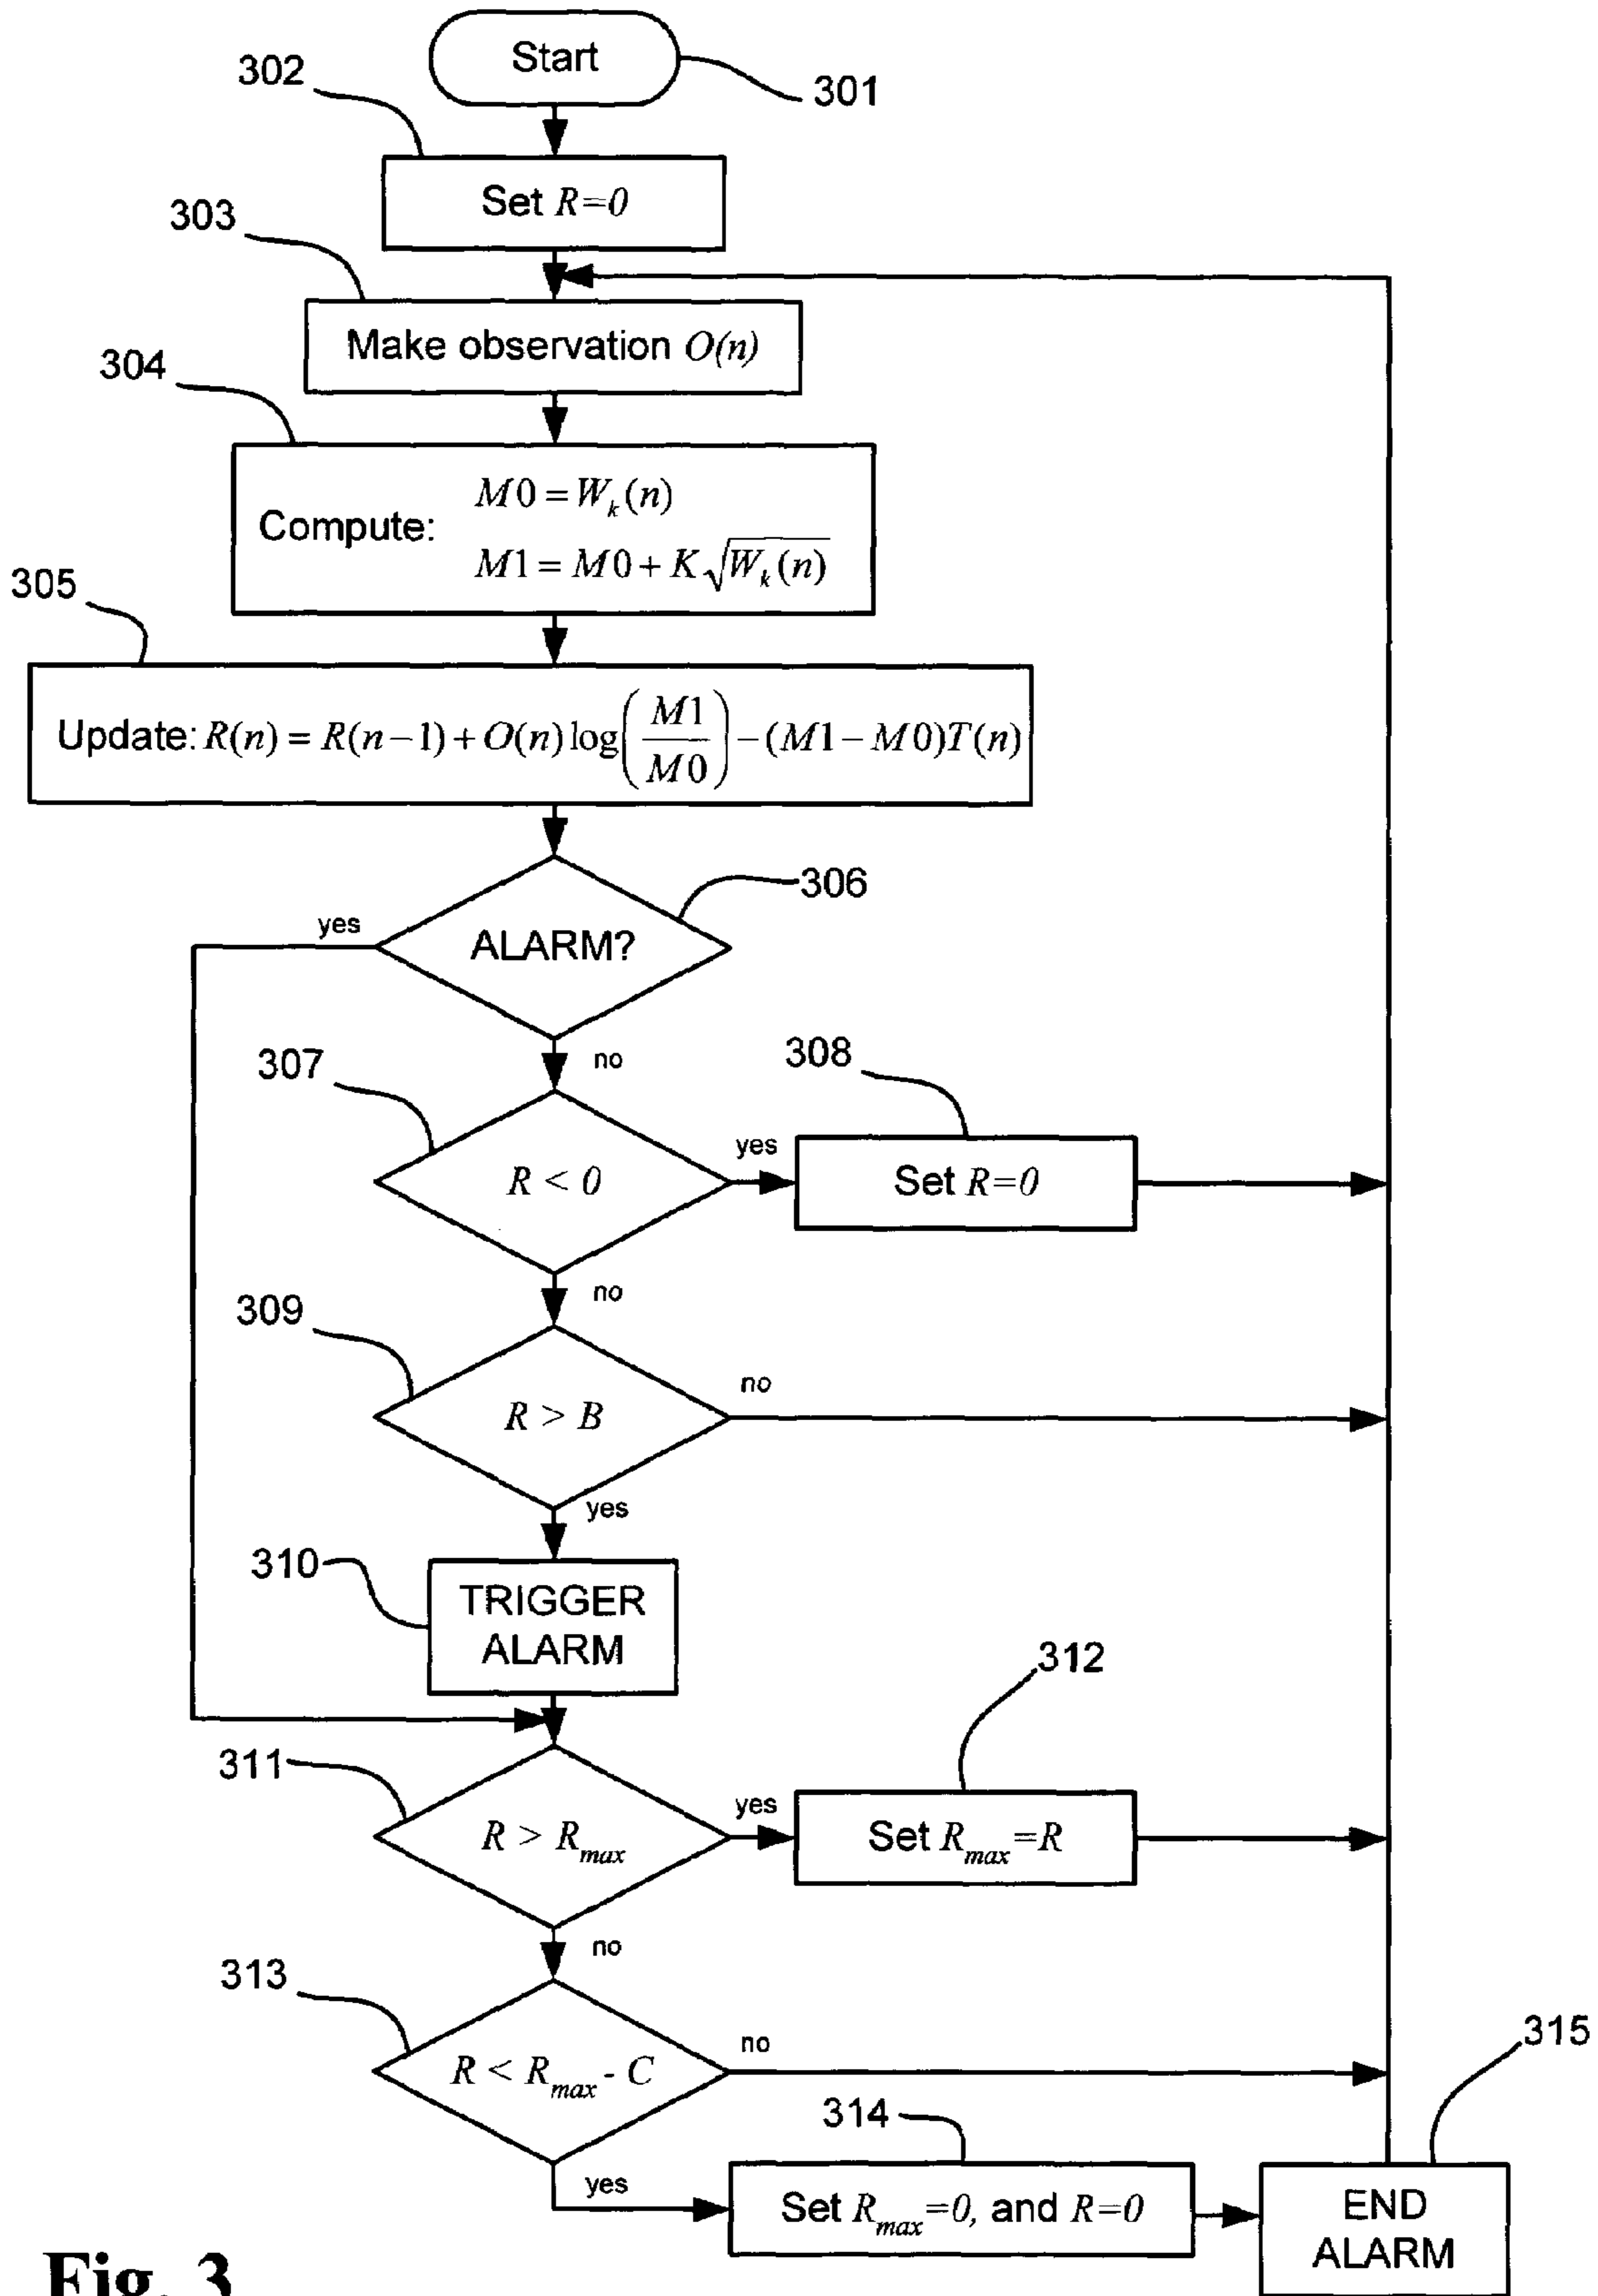 Start
301
302
Set R=0
303
Make observation O(n)
304
Compute:
M0 = W_k(n)
M1 = M0 + K√W_k(n)
305
Update: R(n) = R(n−1) + O(n) log(M1/M0) − (M1−M0)T(n)
306
ALARM?
yes
no
307
R < 0
yes
308
Set R=0
no
309
R > B
no
yes
310
TRIGGER
ALARM
311
R > R_max
yes
312
Set R_max=R
no
313
R < R_max - C
no
yes
314
Set R_max=0, and R=0
315
END
ALARM
Fig. 3